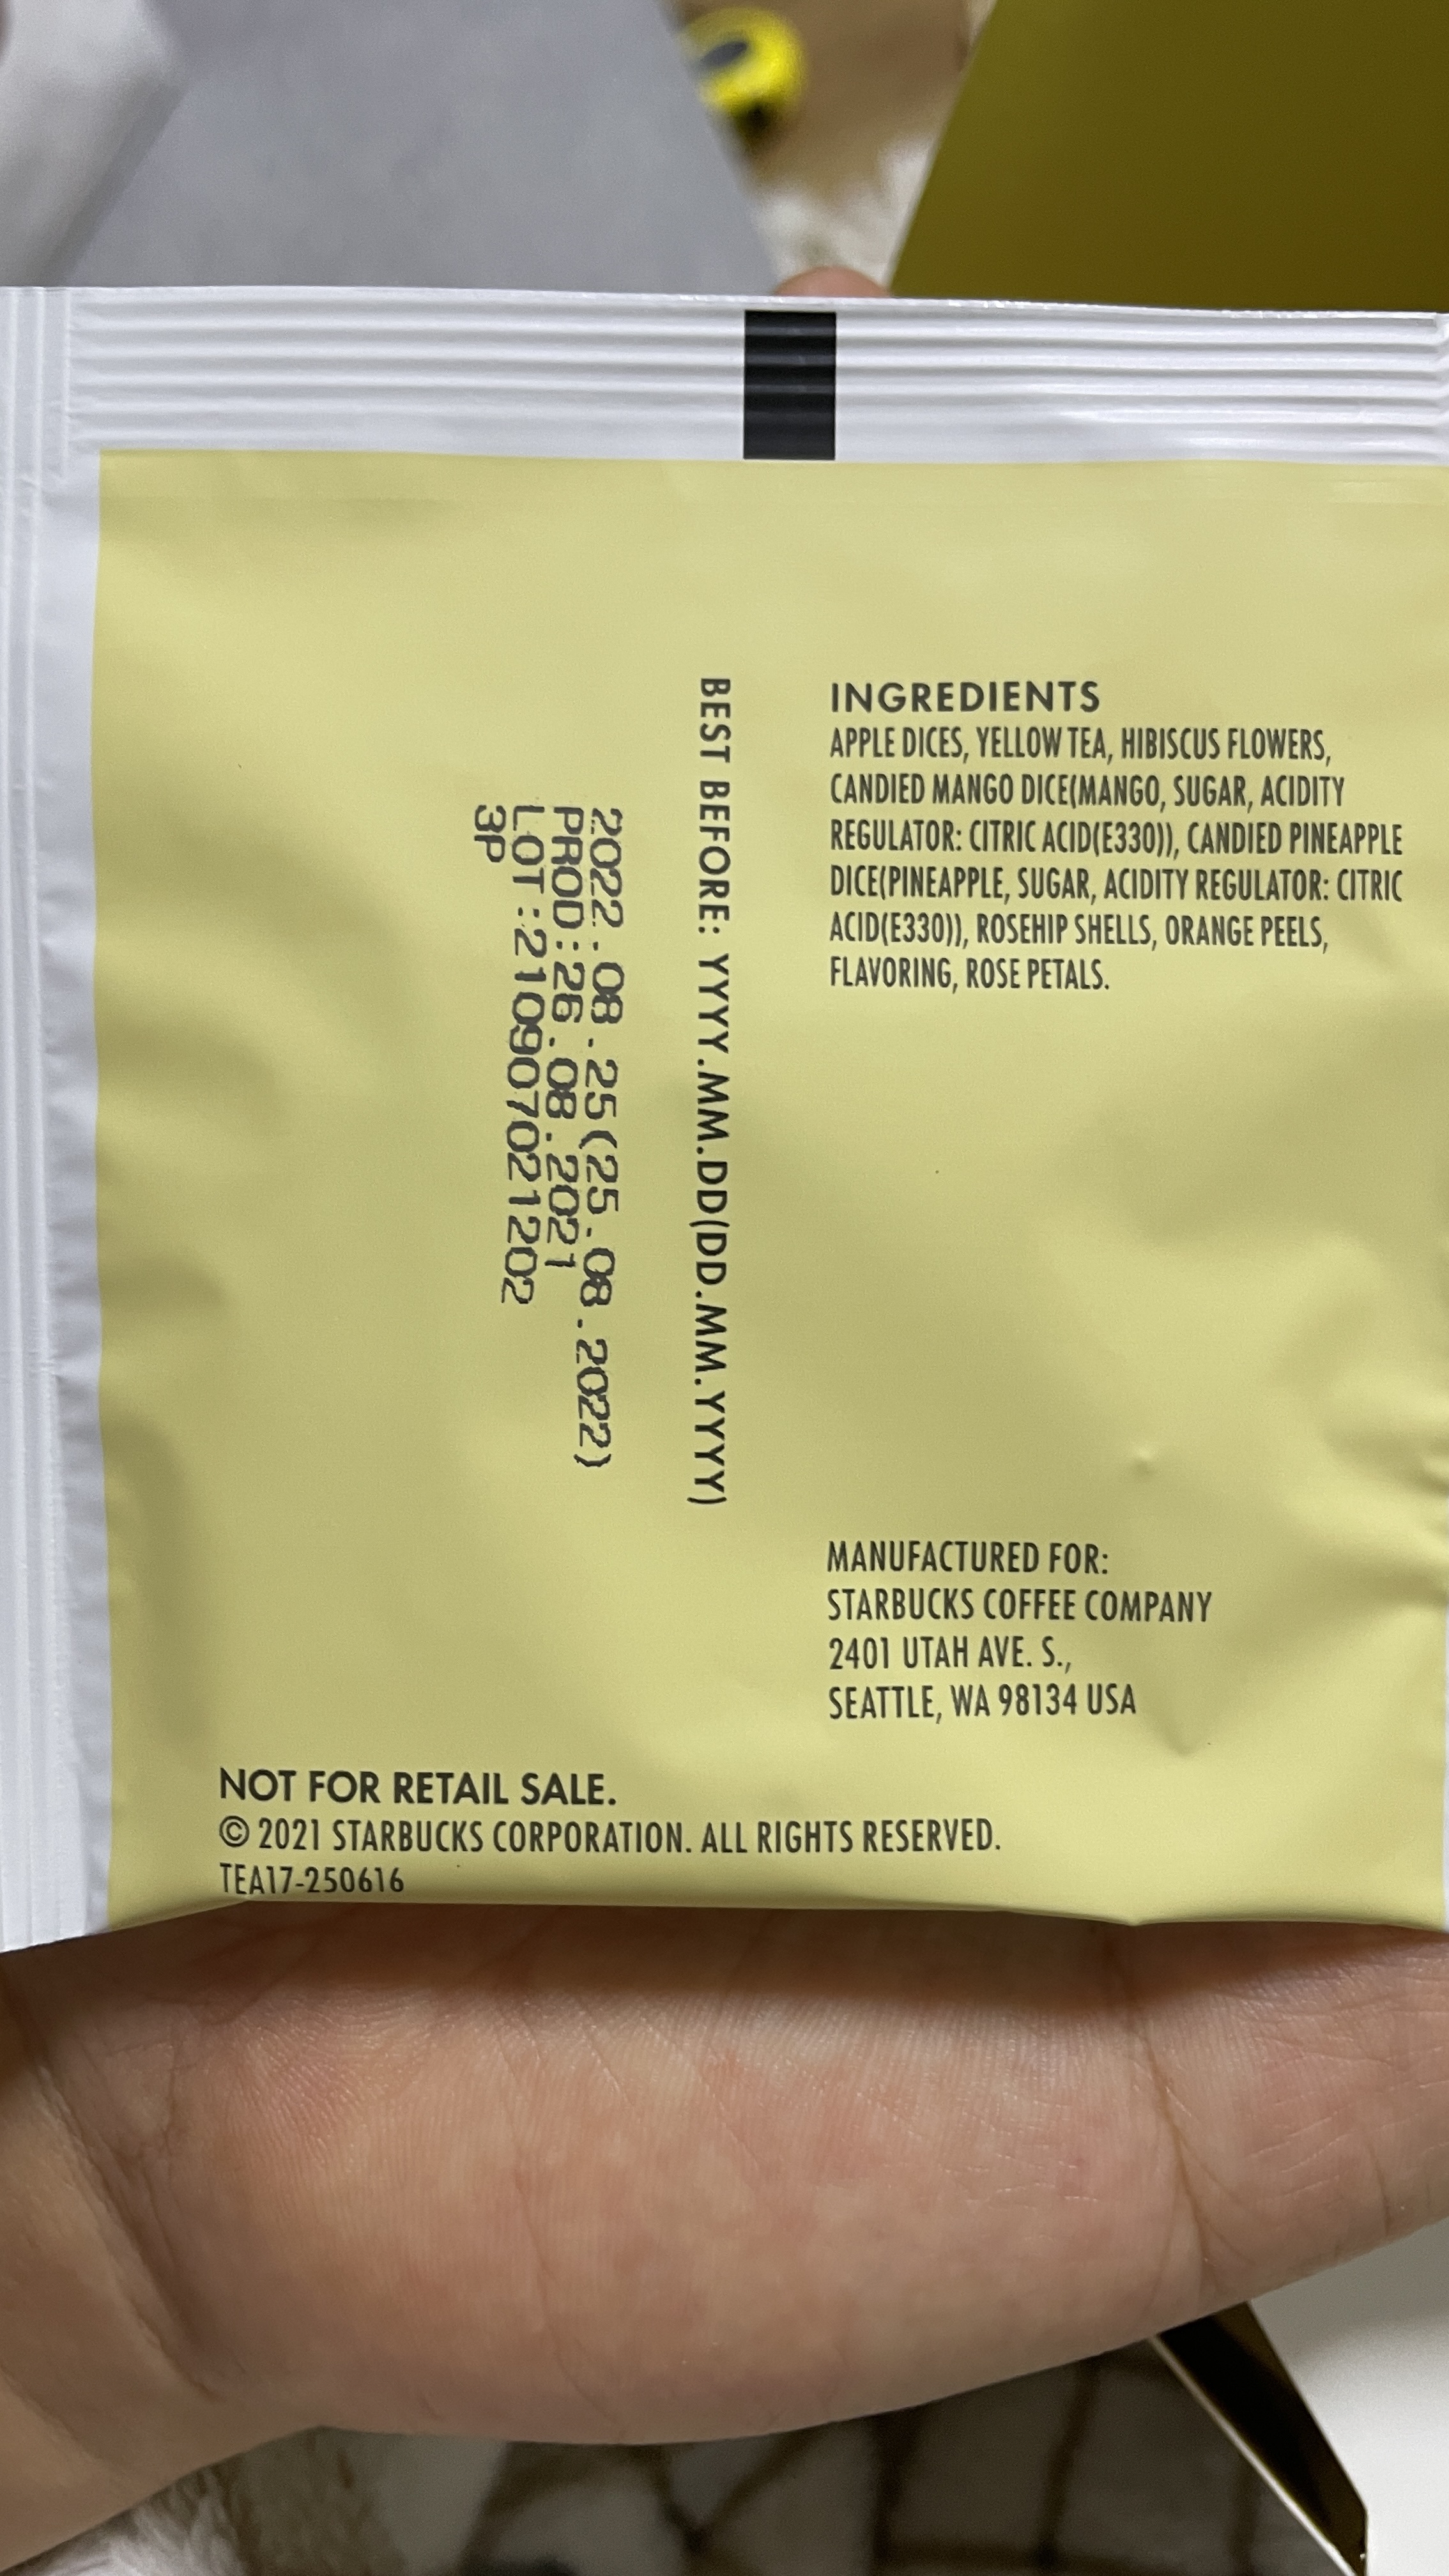 INGREDIENTS
APPLE DICES, YELLOW TEA, HIBISCUS FLOWERS,
CANDIED MANGO DICE(MANGO, SUGAR, ACIDITY
REGULATOR: CITRIC ACID(E330)), CANDIED PINEAPPLE
DICE(PINEAPPLE, SUGAR, ACIDITY REGULATOR: CITRIC
ACID(E330)), ROSEHIP SHELLS, ORANGE PEELS,
FLAVORING, ROSE PETALS.
BEST BEFORE: YYYY.MM.DD(DD.MM.YYYY)
2022.08.25(25.08.2022)
PROD:26.08.2021
LOT:210907021202
3P
MANUFACTURED FOR:
STARBUCKS COFFEE COMPANY
2401 UTAH AVE. S.,
SEATTLE, WA 98134 USA
NOT FOR RETAIL SALE.
© 2021 STARBUCKS CORPORATION. ALL RIGHTS RESERVED.
TEA17-250616